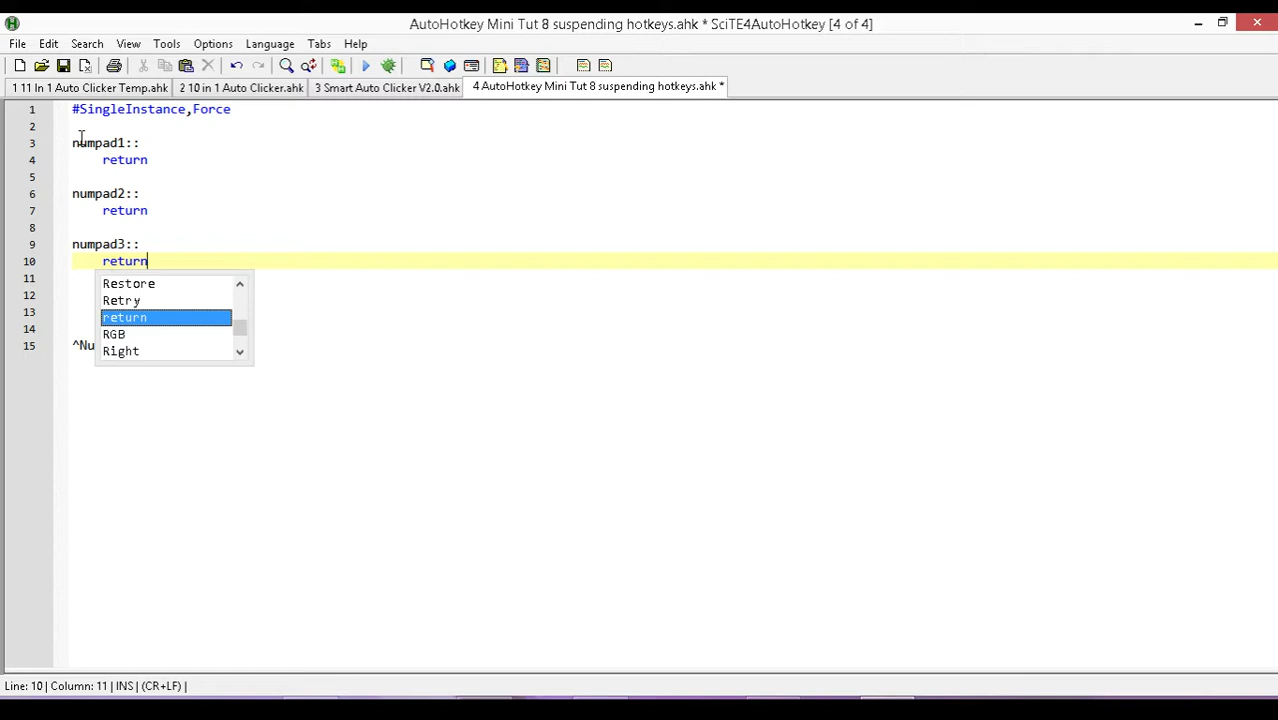 AutoHotkey Mini Tut 8 suspending hotkeys.ahk * SciTE4AutoHotkey [4 of 4]
File Edit Search View Tools Options Language Tabs Help
1 11 In 1 Auto Clicker Temp.ahk 2 10 in 1 Auto Clicker.ahk 3 Smart Auto Clicker V2.0.ahk 4 AutoHotkey Mini Tut 8 suspending hotkeys.ahk *
1 #SingleInstance,Force
2
3 numpad1::
4 return
5
6 numpad2::
7 return
8
9 numpad3::
10 return
11 Restore
12 Retry
13 return
14 RGB
15 ^Nu Right
Line: 10 | Column: 11 | INS | (CR+LF) |